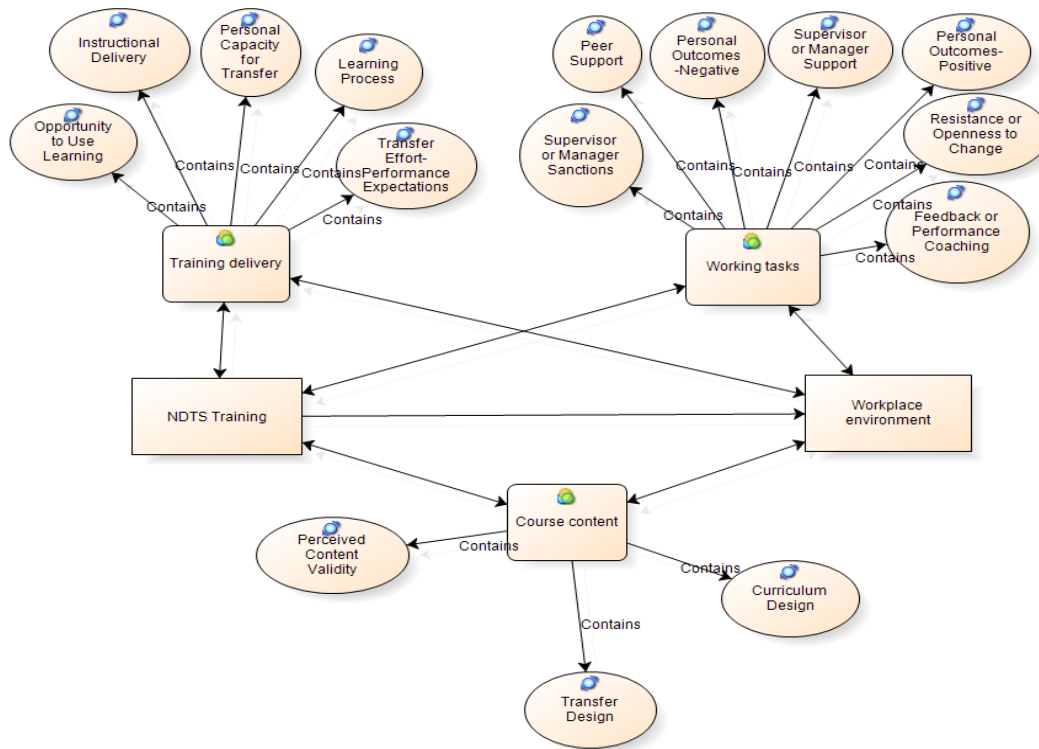 Instructional
Delivery
Personal
Capacity
for
Transfer
Learning
Process
Opportunity
to Use
Learning
Transfer
Effort-
Performance
Expectations
Contains
Contains
Contains
Contains
Contains
Training delivery
Peer
Support
Personal
Outcomes
-Negative
Supervisor
or Manager
Support
Personal
Outcomes-
Positive
Supervisor
or Manager
Sanctions
Resistance or
Openness to
Change
Feedback or
Performance
Coaching
Contains
Contains
Contains
Contains
Contains
Contains
Contains
Working tasks
NDTS Training
Workplace
environment
Course content
Perceived
Content
Validity
Contains
Contains
Curriculum
Design
Contains
Transfer
Design